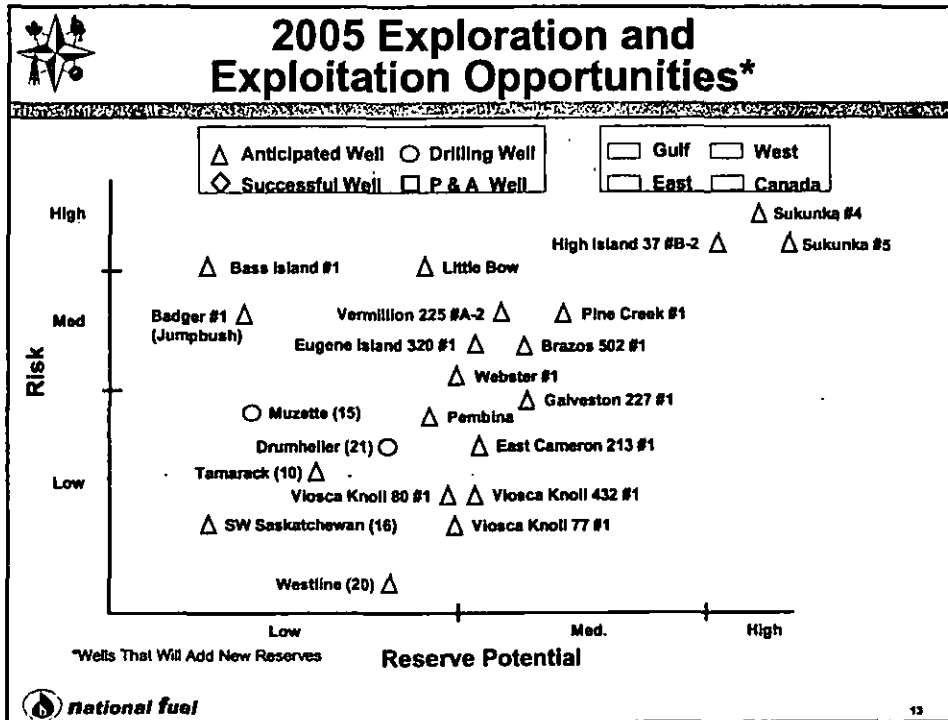 2005 Exploration and
Exploitation Opportunities*
Anticipated Well Drilling Well
Successful Well P & A Well
Gulf West
East Canada
High
Sukunka #4
High Island 37 #B-2 Sukunka #5
Bass Island #1 Little Bow
Med
Badger #1
(Jumpbush)
Vermillion 225 #A-2 Pine Creek #1
Eugene Island 320 #1 Brazos 502 #1
Risk
Webster #1
Galveston 227 #1
Muzette (15) Pembina
Drumheller (21) East Cameron 213 #1
Tamarack (10)
Low
Viosca Knoll 80 #1 Viosca Knoll 432 #1
SW Saskatchewan (16) Viosca Knoll 77 #1
Westline (20)
Low Med. High
*Wells That Will Add New Reserves Reserve Potential
national fuel 13